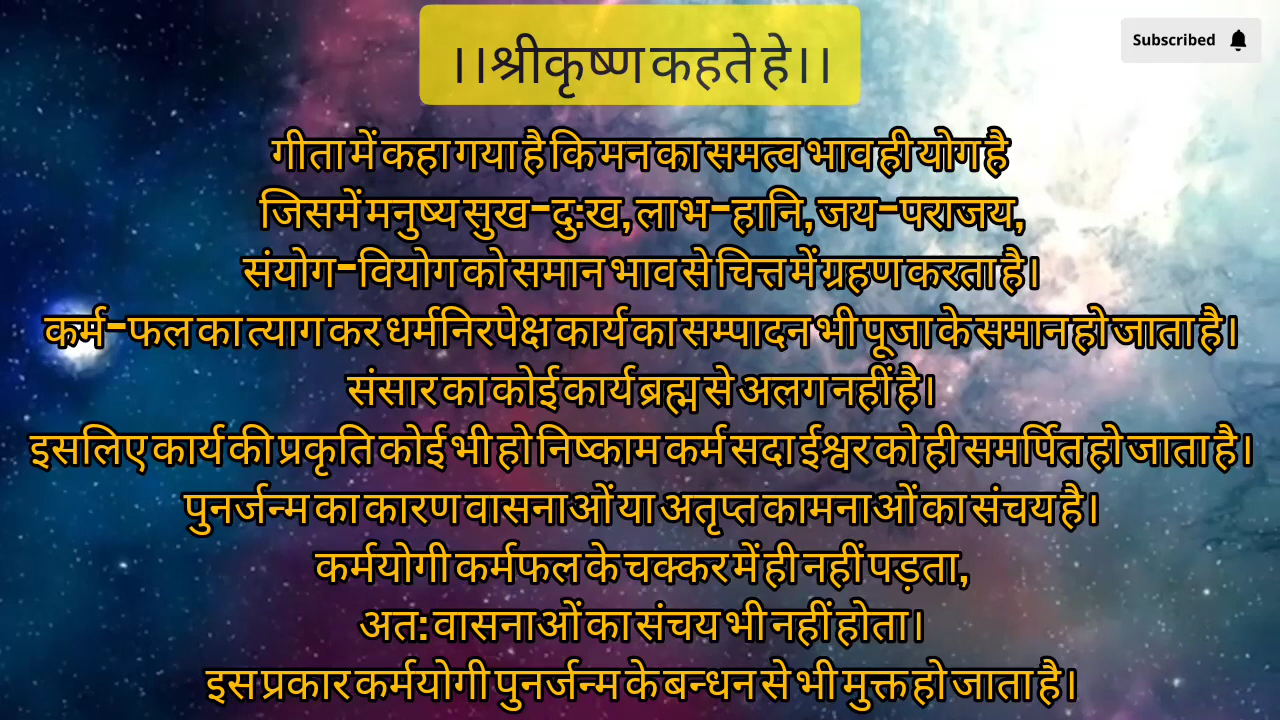 ।।श्रीकृष्ण कहते हे।।
Subscribed
गीता में कहा गया है कि मन का समत्व भाव ही योग है
जिसमें मनुष्य सुख-दु:ख, लाभ-हानि, जय-पराजय,
संयोग-वियोग को समान भाव से चित्त में ग्रहण करता है।
कर्म-फल का त्याग कर धर्मनिरपेक्ष कार्य का सम्पादन भी पूजा के समान हो जाता है।
संसार का कोई कार्य ब्रह्म से अलग नहीं है।
इसलिए कार्य की प्रकृति कोई भी हो निष्काम कर्म सदा ईश्वर को ही समर्पित हो जाता है।
पुनर्जन्म का कारण वासनाओं या अतृप्त कामनाओं का संचय है।
कर्मयोगी कर्मफल के चक्कर में ही नहीं पड़ता,
अत: वासनाओं का संचय भी नहीं होता।
इस प्रकार कर्मयोगी पुनर्जन्म के बन्धन से भी मुक्त हो जाता है।